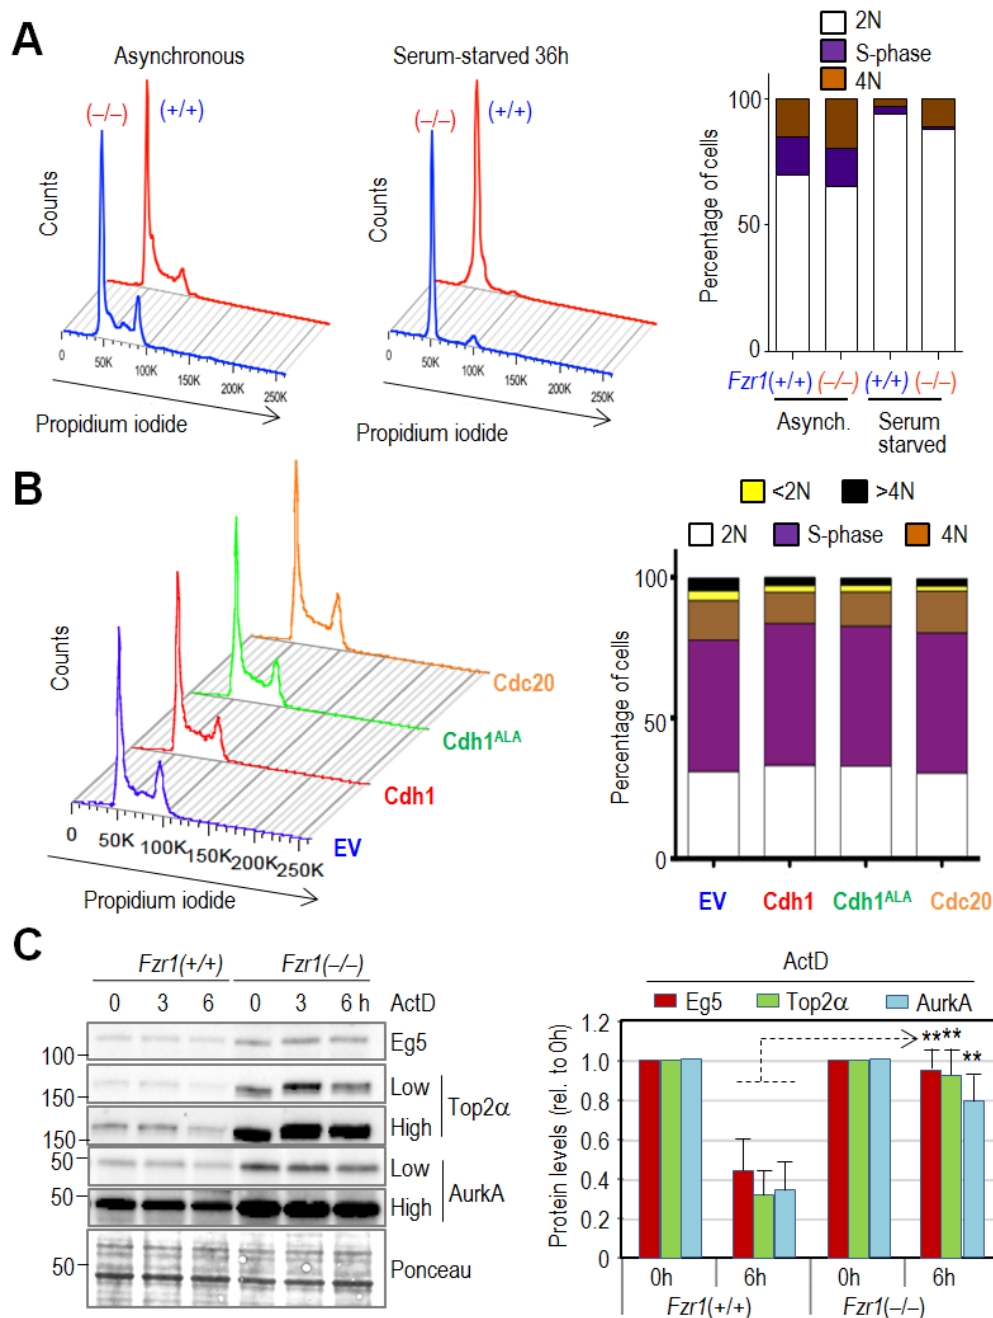 A
Asynchronous
Serum-starved 36h
(–/–)
(+/+)
(–/–)
(+/+)
Counts
Counts
0
50K
100K
150K
200K
250K
0
50K
100K
150K
200K
250K
Propidium iodide
Propidium iodide
2N
S-phase
4N
Percentage of cells
100
50
0
Fzr1(+/+) (–/–) (+/+) (–/–)
Asynch.
Serum
starved
B
Counts
Cdc20
Cdh1ALA
Cdh1
EV
0
50K
100K
150K
200K
250K
Propidium iodide
<2N
>4N
2N
S-phase
4N
Percentage of cells
100
50
0
EV
Cdh1
Cdh1ALA
Cdc20
C
Fzr1(+/+)
Fzr1(–/–)
0 3 6 0 3 6 h ActD
100
Eg5
150
Low
150
High
Top2α
50
Low
50
High
AurkA
50
Ponceau
ActD
Eg5
Top2α
AurkA
Protein levels (rel. to 0h)
1.2
1.0
0.8
0.6
0.4
0.2
0
** **
**
0h
6h
0h
6h
Fzr1(+/+)
Fzr1(–/–)